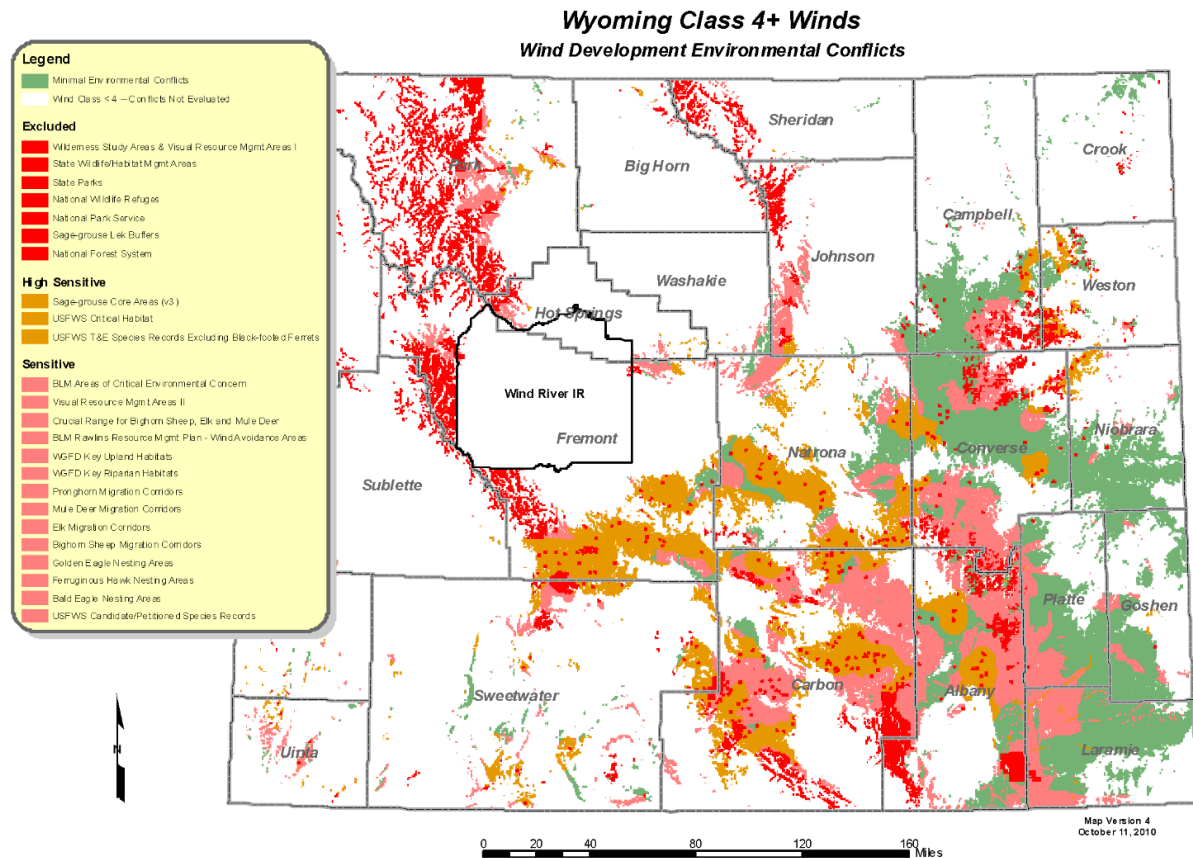 Wyoming Class 4+ Winds
Wind Development Environmental Conflicts
Legend
Minimal Environmental Conflicts
Wind Class < 4 -- Conflicts Not Evaluated
Excluded
Wilderness Study Areas & Visual Resource Mgmt Areas I
State Wildlife/Habitat Mgmt Areas
State Parks
National Wildlife Refuges
National Park Service
Sage-grouse Lek Buffers
National Forest System
High Sensitive
Sage-grouse Core Areas (v3)
USFWS Critical Habitat
USFWS T&E Species Records Excluding Black-footed Ferrets
Sensitive
BLM Areas of Critical Environmental Concern
Visual Resource Mgmt Areas II
Crucial Range for Bighorn Sheep, Elk and Mule Deer
BLM Rawlins Resource Mgmt Plan - Wind Avoidance Areas
WGFD Key Upland Habitats
WGFD Key Riparian Habitats
Pronghorn Migration Corridors
Mule Deer Migration Corridors
Elk Migration Corridors
Bighorn Sheep Migration Corridors
Golden Eagle Nesting Areas
Ferruginous Hawk Nesting Areas
Bald Eagle Nesting Areas
USFWS Candidate/Petitioned Species Records
Sheridan
Crook
Park
Big Horn
Campbell
Johnson
Washakie
Weston
Hot Springs
Wind River IR
Fremont
Natrona
Converse
Niobrara
Sublette
Platte
Goshen
Sweetwater
Carbon
Albany
Uinta
Laramie
N
Map Version 4
October 11, 2010
0 20 40 80 120 160
Miles